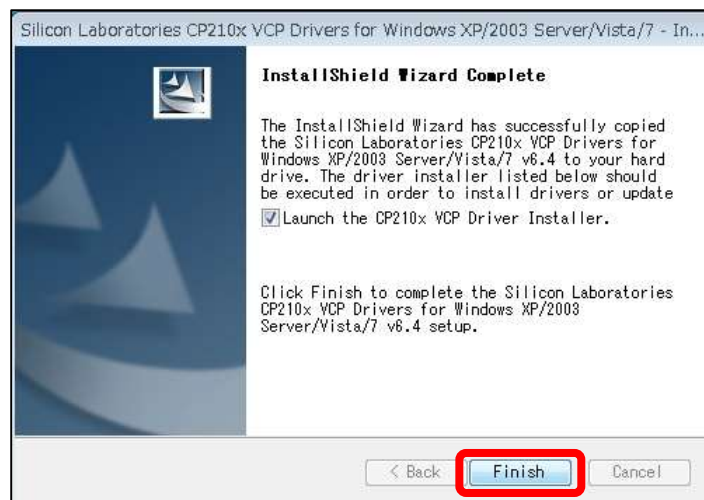 Silicon Laboratories CP210x VCP Drivers for Windows XP/2003 Server/Vista/7 - In...
InstallShield Wizard Complete
The InstallShield Wizard has successfully copied
the Silicon Laboratories CP210x VCP Drivers for
Windows XP/2003 Server/Vista/7 v6.4 to your hard
drive. The driver installer listed below should
be executed in order to install drivers or update
Launch the CP210x VCP Driver Installer.
Click Finish to complete the Silicon Laboratories
CP210x VCP Drivers for Windows XP/2003
Server/Vista/7 v6.4 setup.
< Back Finish Cancel